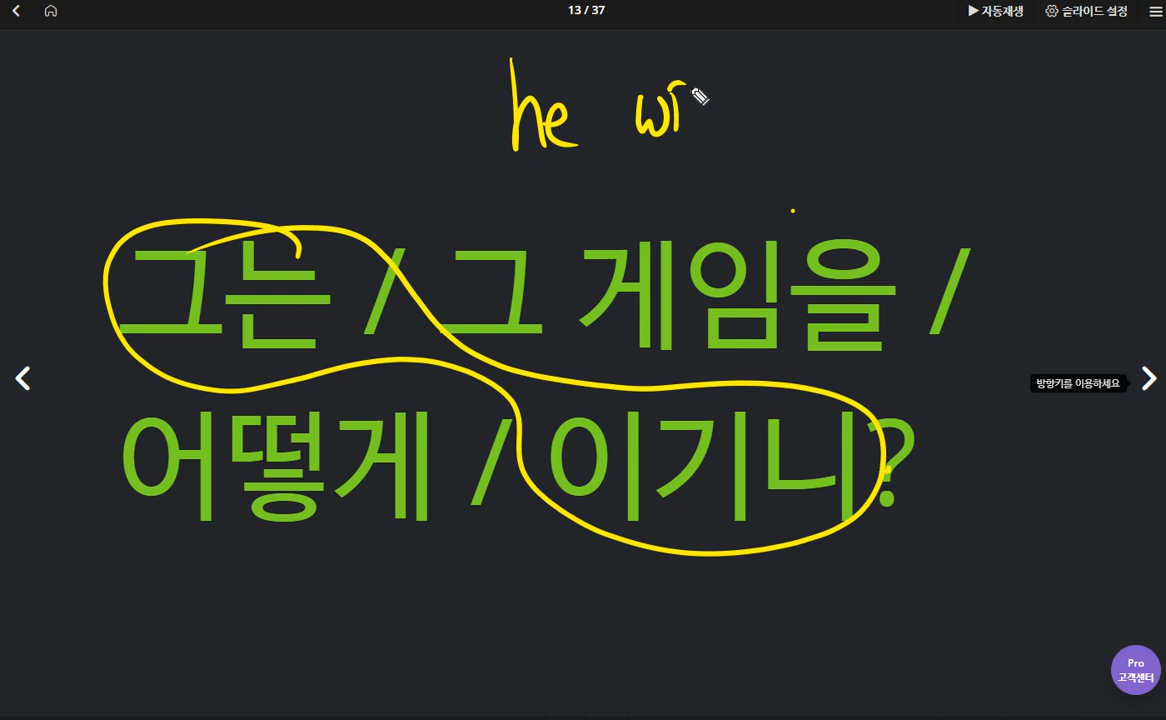 13 / 37
▶ 자동재생
슬라이드 설정
he wi
그는 / 그 게임을 /
방향키를 이용하세요
어떻게 / 이기니?
Pro
고객센터